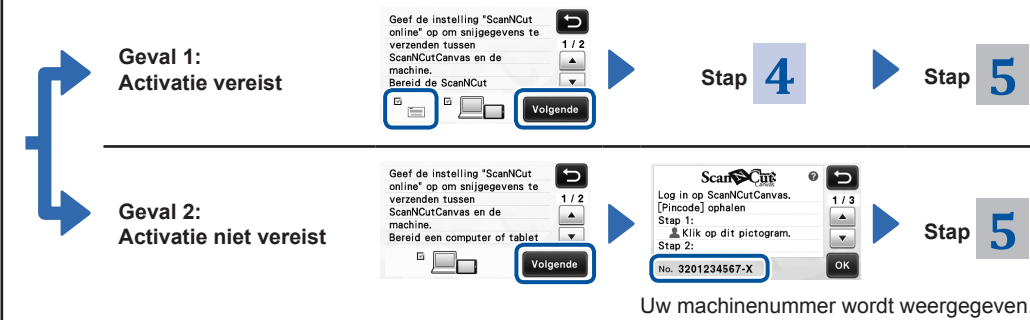 Geval 1:
Activatie vereist
Geef de instelling "ScanNCut
online" op om snijgegevens te
verzenden tussen
ScanNCutCanvas en de
machine.
Bereid de ScanNCut
1 / 2
Volgende
Stap 4
Stap 5
Geval 2:
Activatie niet vereist
Geef de instelling "ScanNCut
online" op om snijgegevens te
verzenden tussen
ScanNCutCanvas en de
machine.
Bereid een computer of tablet
1 / 2
Volgende
ScanNCut
Canvas
?
Log in op ScanNCutCanvas.
[Pincode] ophalen
Stap 1:
Klik op dit pictogram.
Stap 2:
No. 3201234567-X
1 / 3
OK
Stap 5
Uw machinenummer wordt weergegeven